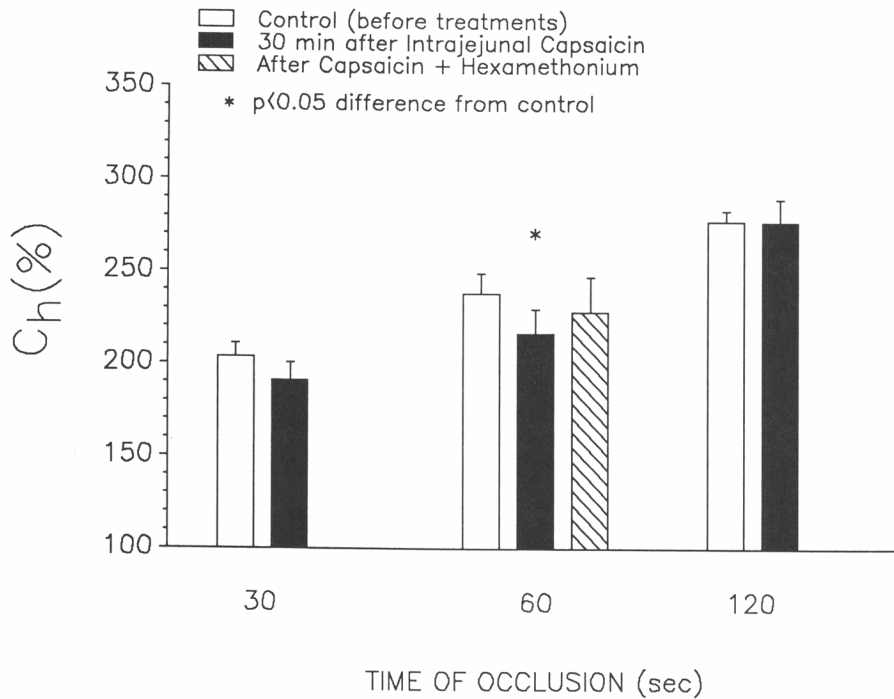 Control (before treatments)
30 min after Intrajejunal Capsaicin
After Capsaicin + Hexamethonium
* p<0.05 difference from control
350
300
250
200
150
100
Ch (%)
*
30
60
120
TIME OF OCCLUSION (sec)